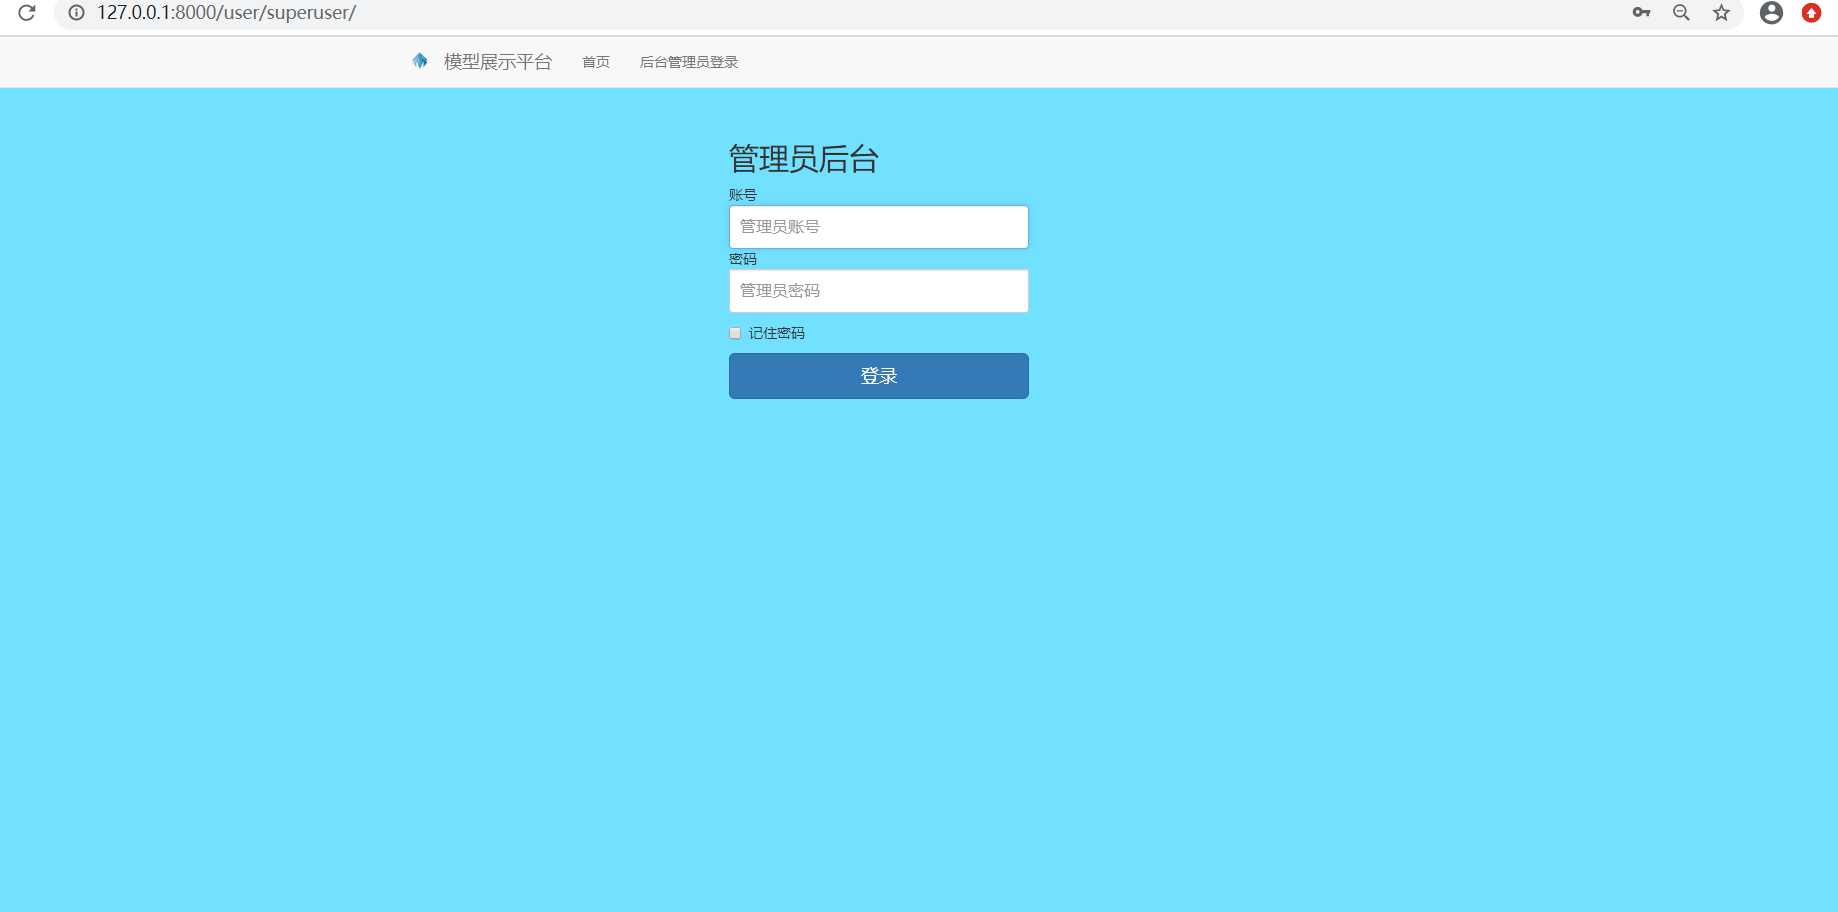 127.0.0.1:8000/user/superuser/
模型展示平台 首页 后台管理员登录
管理员后台
账号
管理员账号
密码
管理员密码
记住密码
登录